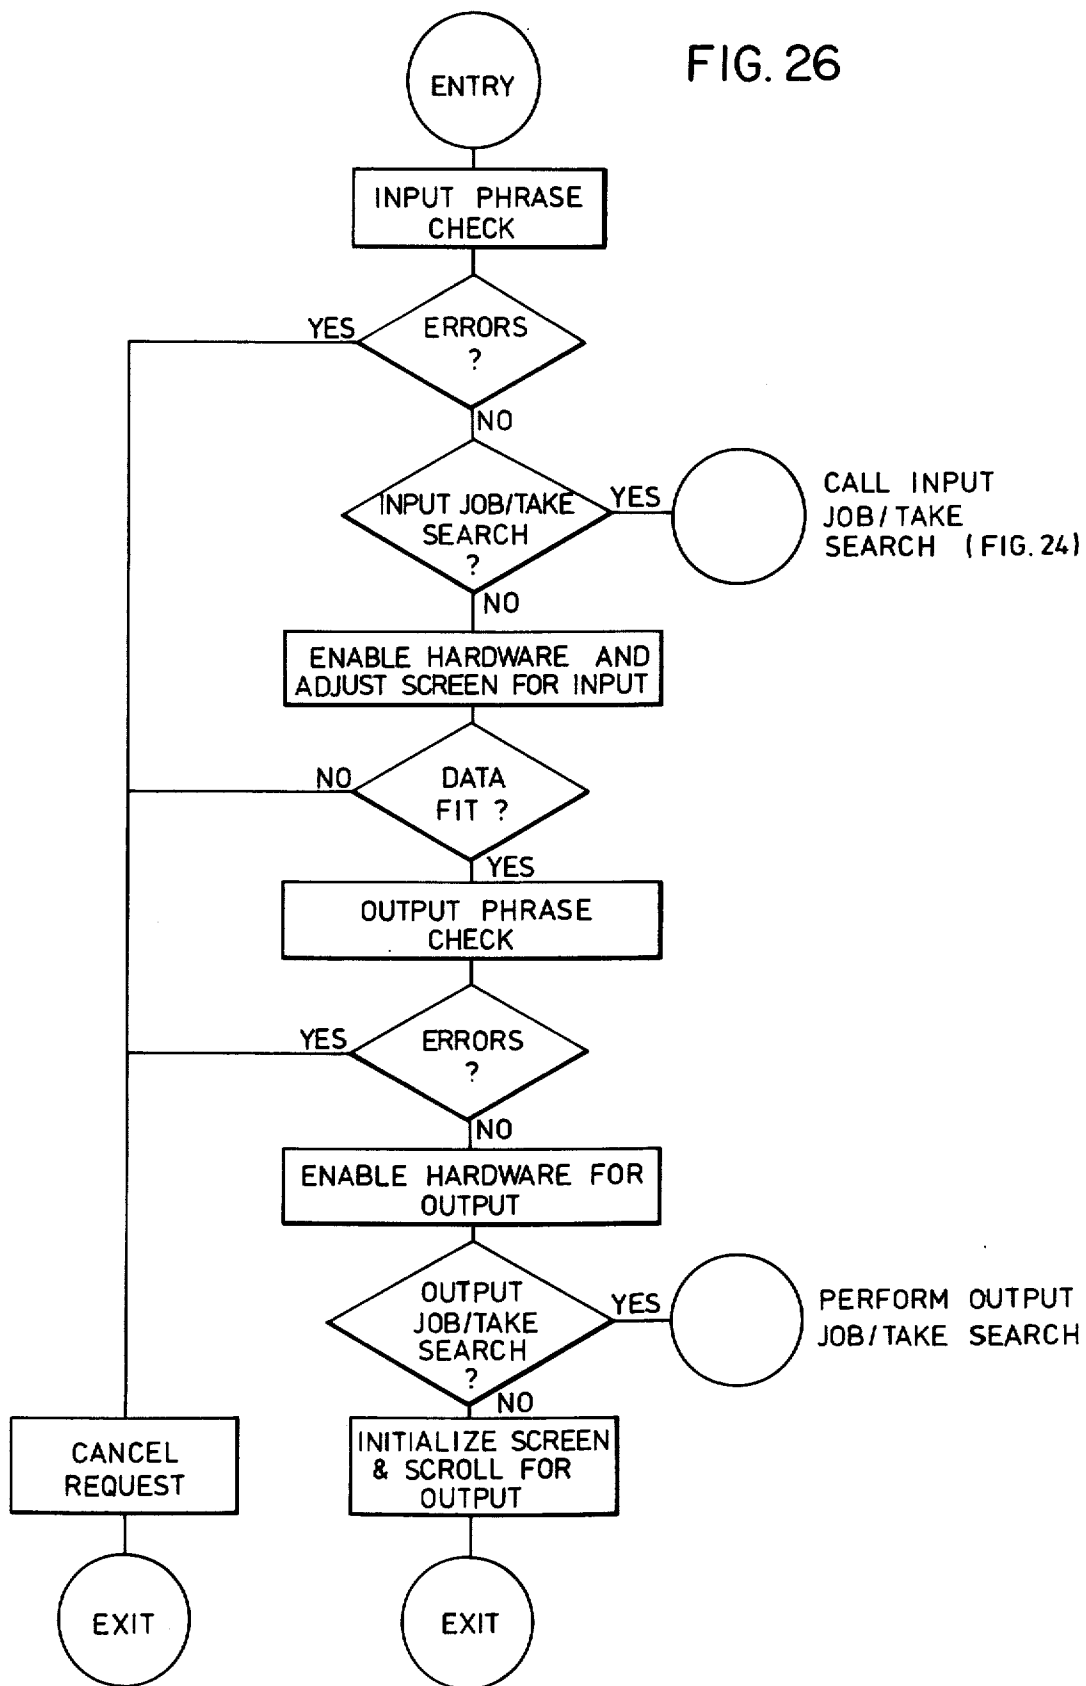 FIG. 26
ENTRY
INPUT PHRASE
CHECK
YES
ERRORS
?
NO
INPUT JOB/TAKE
SEARCH
?
YES
CALL INPUT
JOB/TAKE
SEARCH (FIG. 24)
NO
ENABLE HARDWARE AND
ADJUST SCREEN FOR INPUT
NO
DATA
FIT ?
YES
OUTPUT PHRASE
CHECK
YES
ERRORS
?
NO
ENABLE HARDWARE FOR
OUTPUT
OUTPUT
JOB/TAKE
SEARCH
?
YES
PERFORM OUTPUT
JOB/TAKE SEARCH
NO
INITIALIZE SCREEN
& SCROLL FOR
OUTPUT
CANCEL
REQUEST
EXIT
EXIT